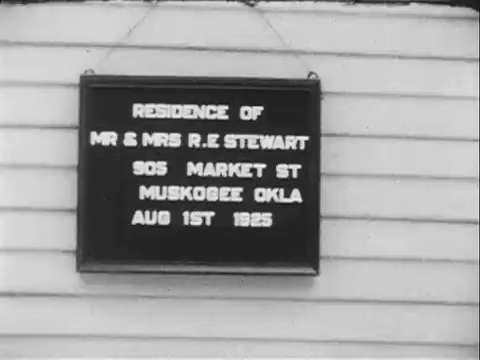 RESIDENCE OF
MR & MRS R.E STEWART
905 MARKET ST
MUSKOGEE OKLA
AUG 1ST 1925